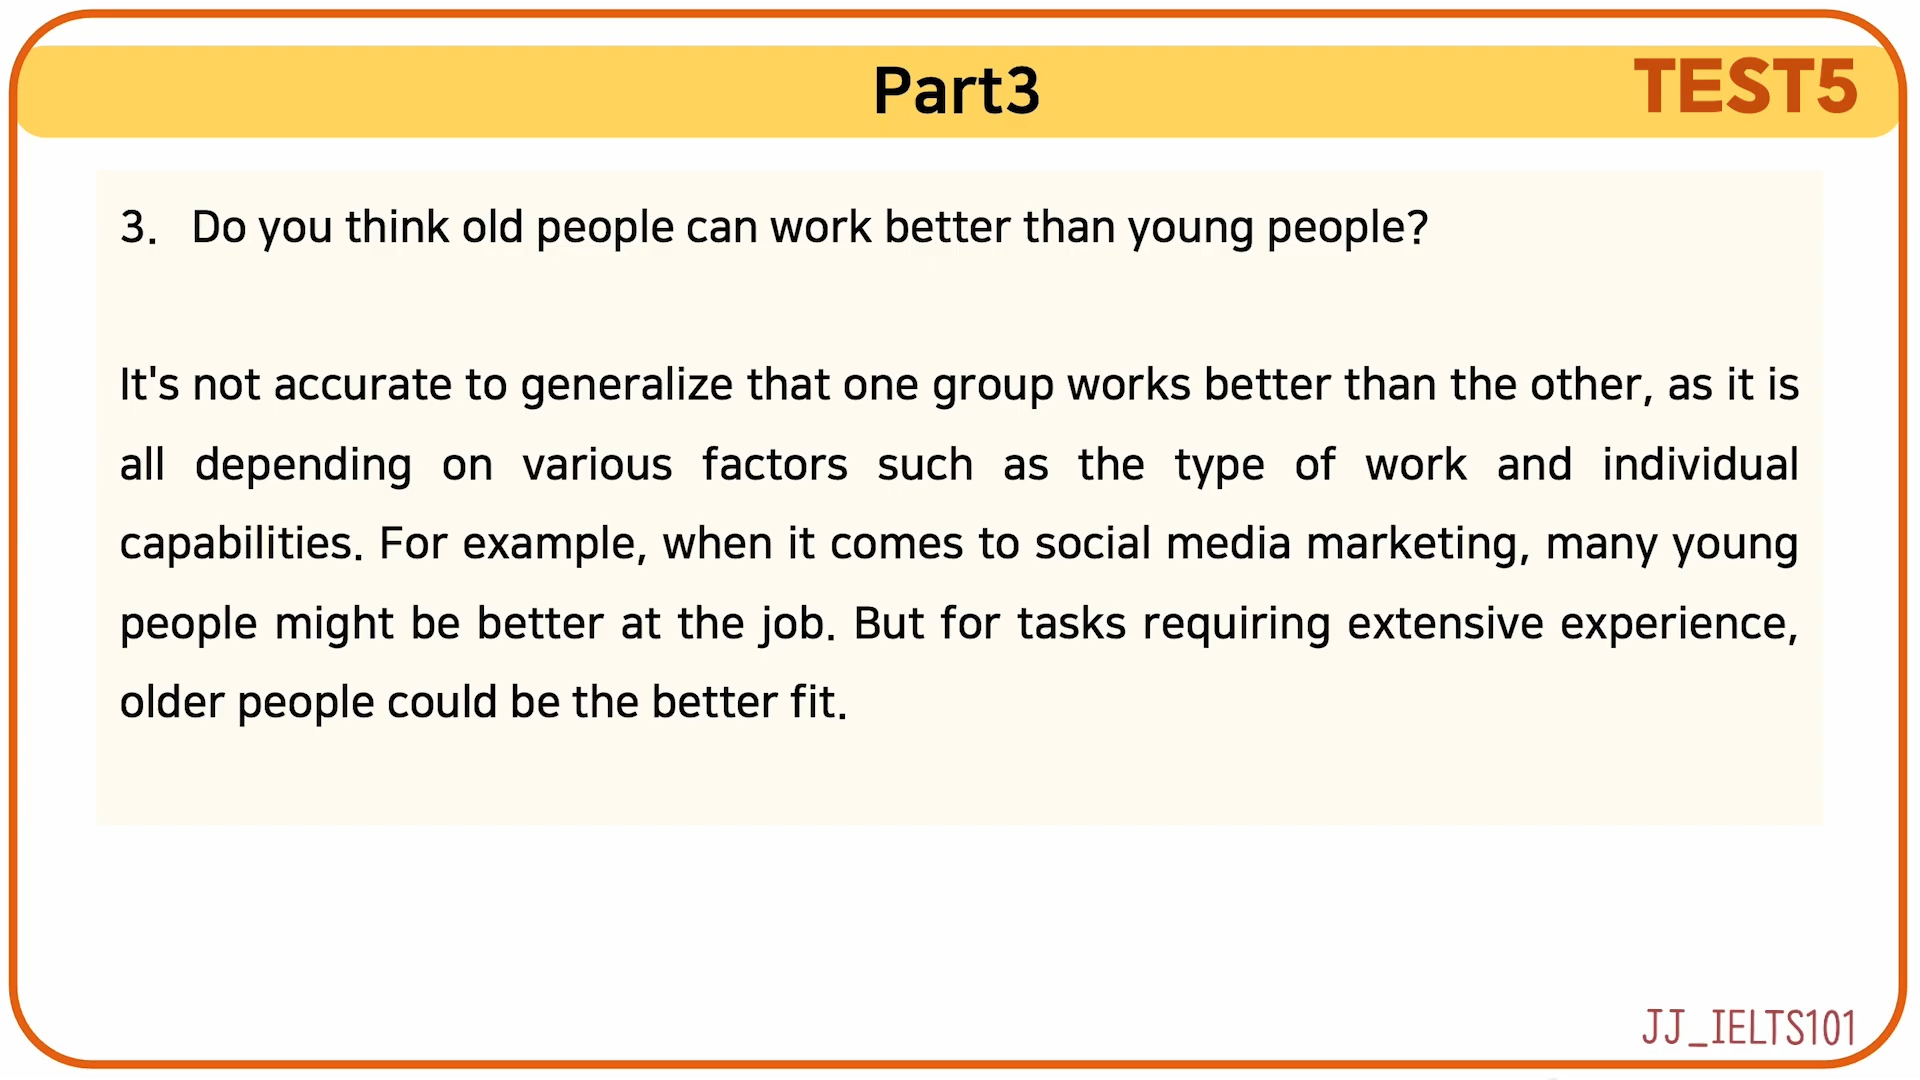 Part3
TEST5
3. Do you think old people can work better than young people?
It's not accurate to generalize that one group works better than the other, as it is
all depending on various factors such as the type of work and individual
capabilities. For example, when it comes to social media marketing, many young
people might be better at the job. But for tasks requiring extensive experience,
older people could be the better fit.
JJ_IELTS101